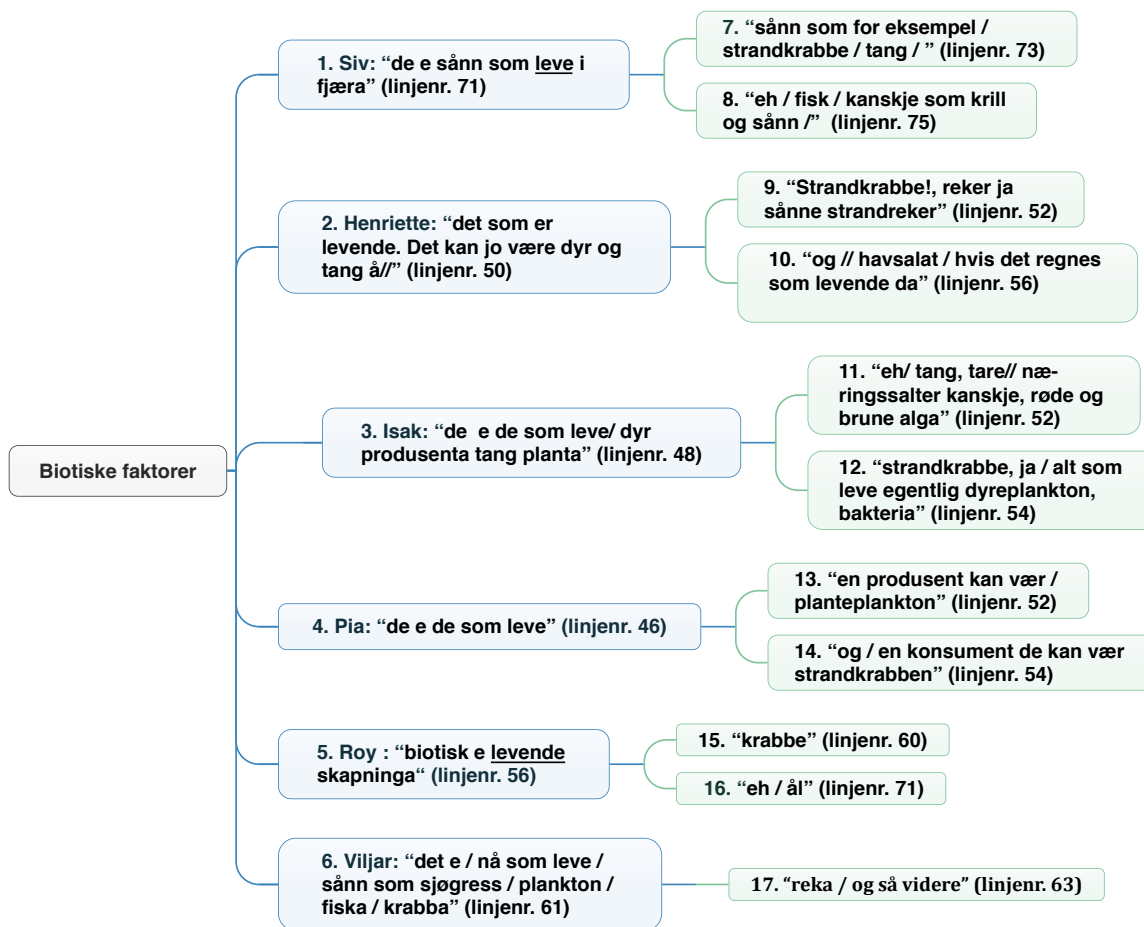 Biotiske faktorer
1. Siv: “de e sånn som leve i
fjæra” (linjenr. 71)
7. “sånn som for eksempel /
strandkrabbe / tang / ” (linjenr. 73)
8. “eh / fisk / kanskje som krill
og sånn /”  (linjenr. 75)
2. Henriette: “det som er
levende. Det kan jo være dyr og
tang å//” (linjenr. 50)
9. “Strandkrabbe!, reker ja
sånne strandreker” (linjenr. 52)
10. “og // havsalat / hvis det regnes
som levende da” (linjenr. 56)
3. Isak: “de  e de som leve/ dyr
produsenta tang planta” (linjenr. 48)
11. “eh/ tang, tare// næ-
ringssalter kanskje, røde og
brune alga” (linjenr. 52)
12. “strandkrabbe, ja / alt som
leve egentlig dyreplankton,
bakteria” (linjenr. 54)
4. Pia: “de e de som leve” (linjenr. 46)
13. “en produsent kan vær /
planteplankton” (linjenr. 52)
14. “og / en konsument de kan vær
strandkrabben” (linjenr. 54)
5. Roy : “biotisk e levende
skapninga“ (linjenr. 56)
15. “krabbe” (linjenr. 60)
16. “eh / ål” (linjenr. 71)
6. Viljar: “det e / nå som leve /
sånn som sjøgress / plankton /
fiska / krabba” (linjenr. 61)
17. “reka / og så videre” (linjenr. 63)